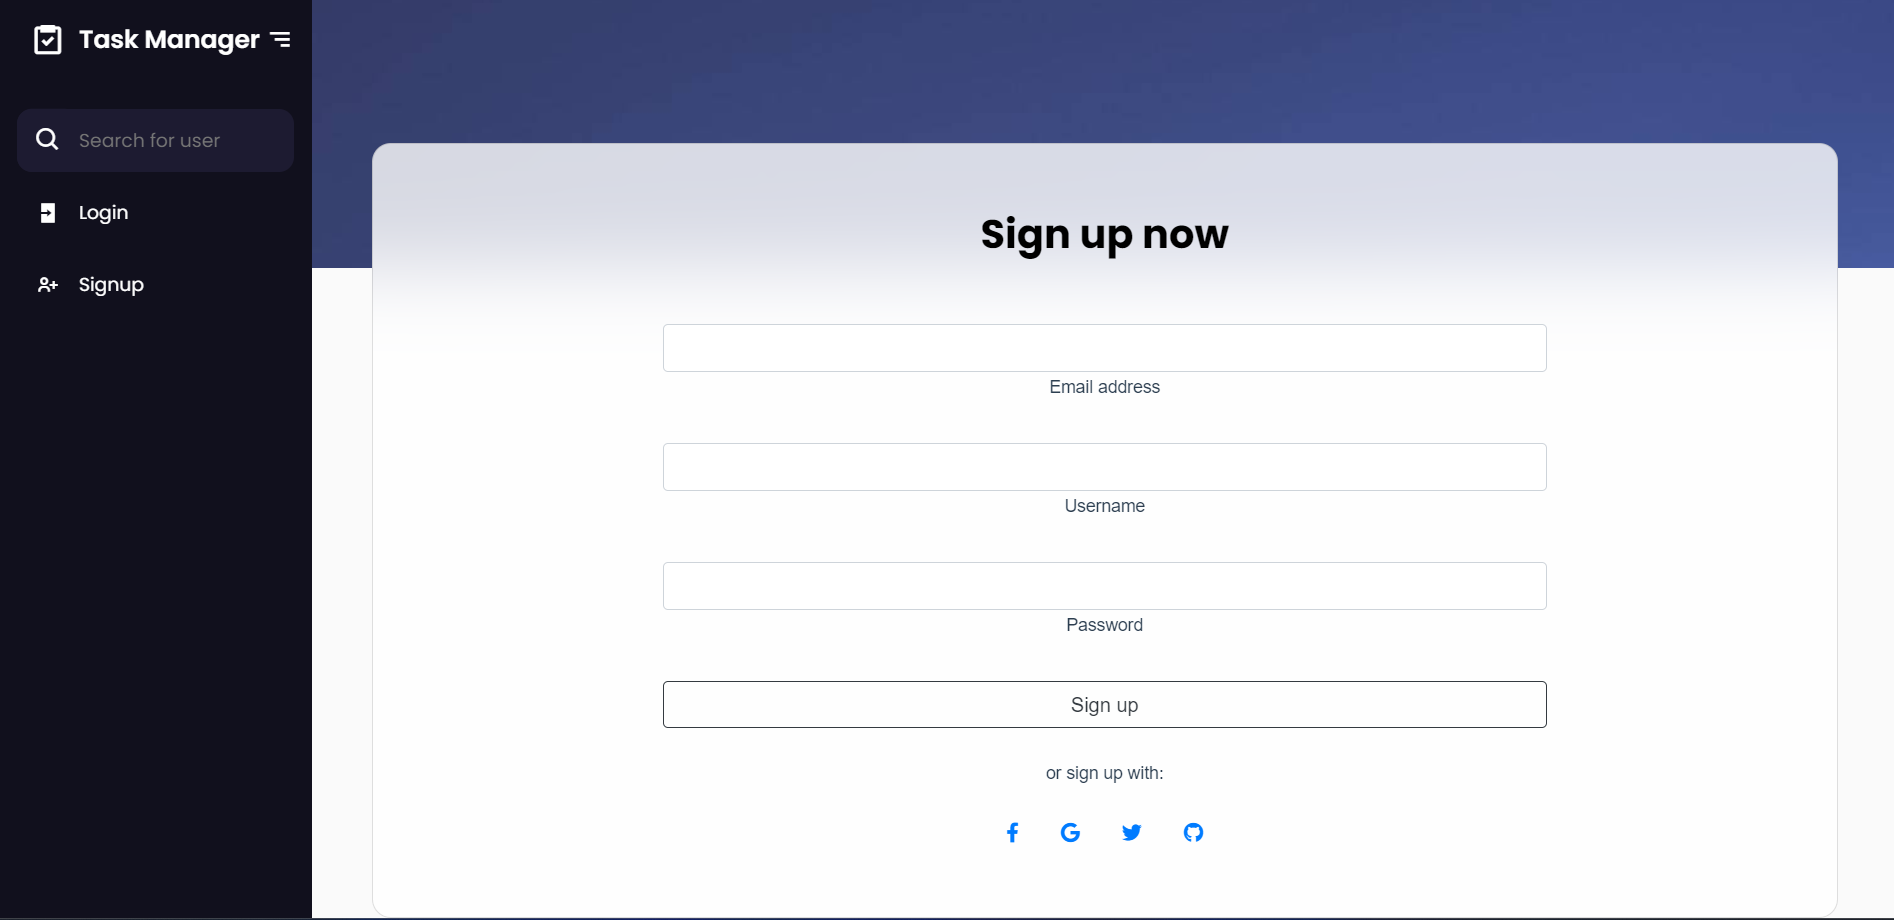 Task Manager
Search for user
Login
Signup
Sign up now
Email address
Username
Password
Sign up
or sign up with: